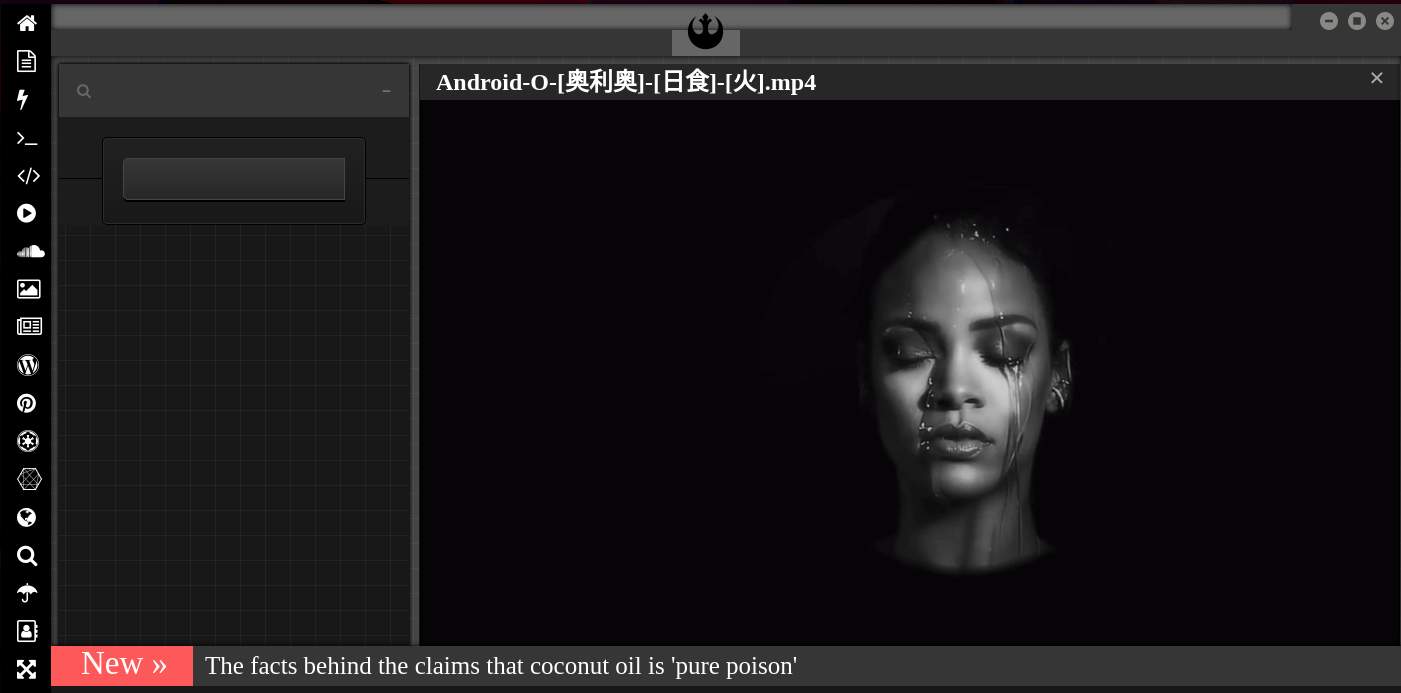 Android-O-[奥利奥]-[日食]-[火].mp4
New »
The facts behind the claims that coconut oil is 'pure poison'